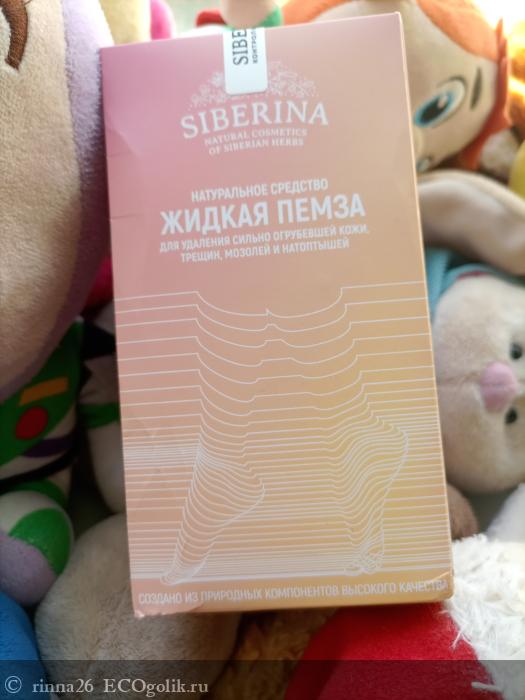 SIBERINA
NATURAL COSMETICS
OF SIBERIAN HERBS
НАТУРАЛЬНОЕ СРЕДСТВО
ЖИДКАЯ ПЕМЗА
ДЛЯ УДАЛЕНИЯ СИЛЬНО ОГРУБЕВШЕЙ КОЖИ,
ТРЕЩИН, МОЗОЛЕЙ И НАТОПТЫШЕЙ
СОЗДАНО ИЗ ПРИРОДНЫХ КОМПОНЕНТОВ ВЫСОКОГО КАЧЕСТВА
© rinna26 ECOgolik.ru